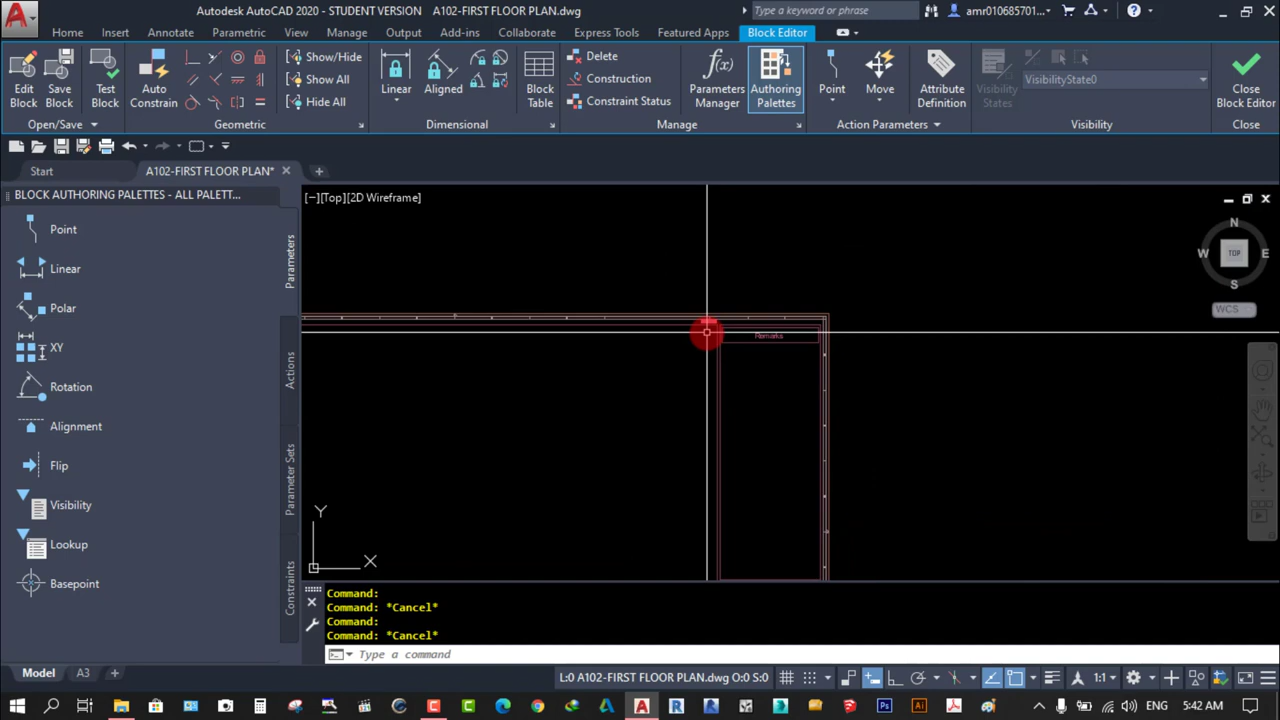 Autodesk AutoCAD 2020 - STUDENT VERSION A102-FIRST FLOOR PLAN.dwg
Type a keyword or phrase
amr010685701...
Home Insert Annotate Parametric View Manage Output Add-ins Collaborate Express Tools Featured Apps Block Editor
Edit Block
Save Block
Test Block
Auto Constrain
Show/Hide
Show All
Hide All
Linear
Aligned
Block Table
Delete
Construction
Constraint Status
Parameters Manager
Authoring Palettes
Point
Move
Attribute Definition
Visibility States
VisibilityState0
Close Block Editor
Open/Save
Geometric
Dimensional
Manage
Action Parameters
Visibility
Close
Start
A102-FIRST FLOOR PLAN*
BLOCK AUTHORING PALETTES - ALL PALETT...
Point
Linear
Polar
XY
Rotation
Alignment
Flip
Visibility
Lookup
Basepoint
Parameters
Actions
Parameter Sets
Constraints
[−][Top][2D Wireframe]
N
W
TOP
E
S
WCS
Remarks
Y
X
Command:
Command: *Cancel*
Command:
Command: *Cancel*
Type a command
Model
A3
L:0 A102-FIRST FLOOR PLAN.dwg O:0 S:0
1:1
5:42 AM